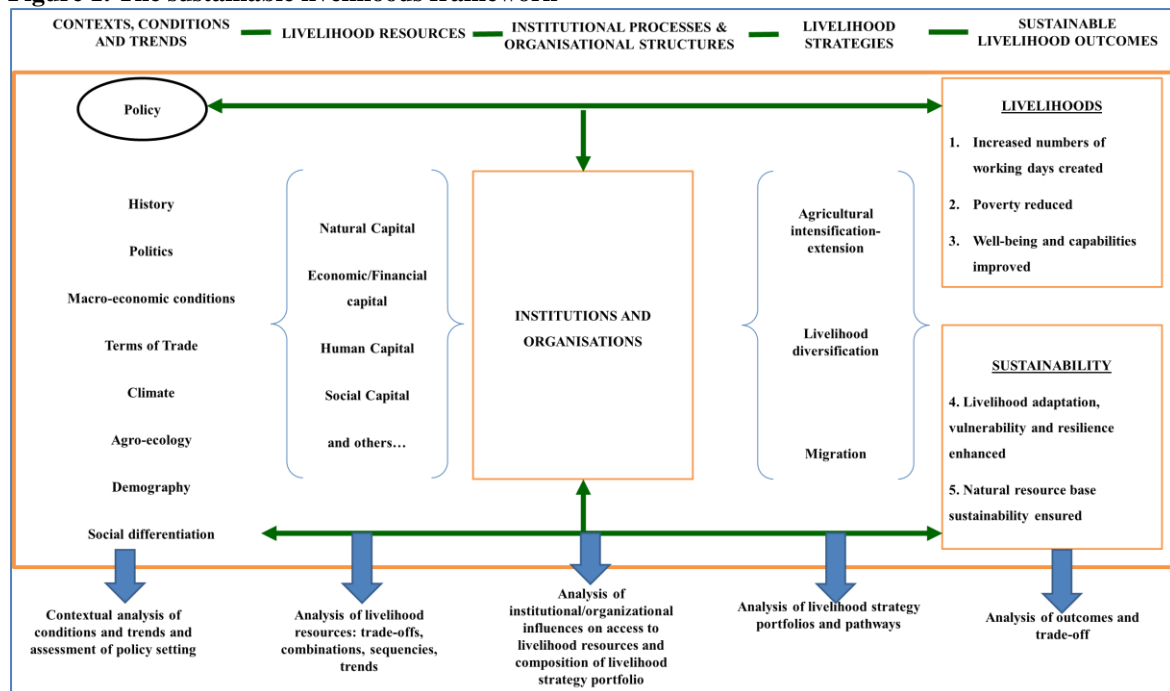 Figure 1: The sustainable livelihoods framework
CONTEXTS, CONDITIONS
AND TRENDS
LIVELIHOOD RESOURCES
INSTITUTIONAL PROCESSES &
ORGANISATIONAL STRUCTURES
LIVELIHOOD
STRATEGIES
SUSTAINABLE
LIVELIHOOD OUTCOMES
Policy
History
Politics
Macro-economic conditions
Terms of Trade
Climate
Agro-ecology
Demography
Social differentiation
Natural Capital
Economic/Financial
capital
Human Capital
Social Capital
and others…
INSTITUTIONS AND
ORGANISATIONS
Agricultural
intensification-
extension
Livelihood
diversification
Migration
LIVELIHOODS
1. Increased numbers of
working days created
2. Poverty reduced
3. Well-being and capabilities
improved
SUSTAINABILITY
4. Livelihood adaptation,
vulnerability and resilience
enhanced
5. Natural resource base
sustainability ensured
Contextual analysis of
conditions and trends and
assessment of policy setting
Analysis of livelihood
resources: trade-offs,
combinations, sequencies,
trends
Analysis of
institutional/organizational
influences on access to
livelihood resources and
composition of livelihood
strategy portfolio
Analysis of livelihood strategy
portfolios and pathways
Analysis of outcomes and
trade-off